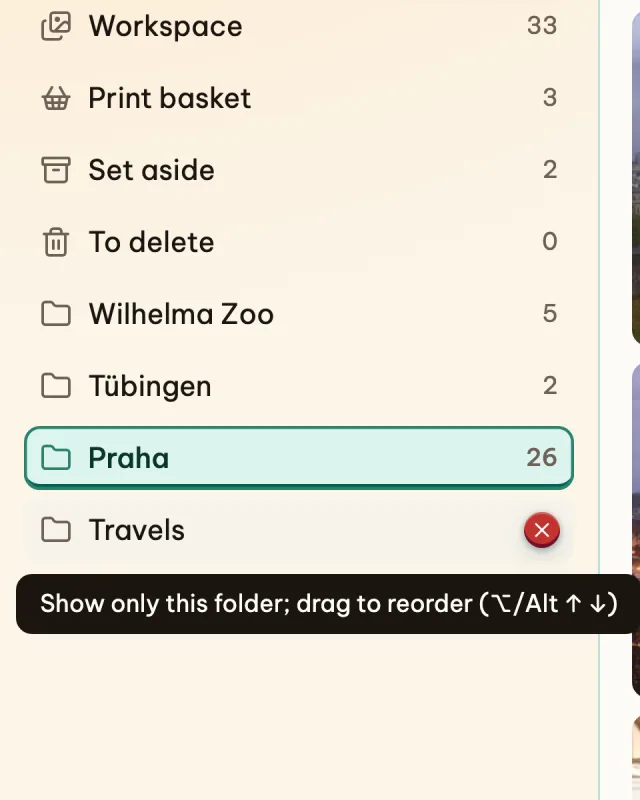 Workspace 33
Print basket 3
Set aside 2
To delete 0
Wilhelma Zoo 5
Tübingen 2
Praha 26
Travels
Show only this folder; drag to reorder (⌥/Alt ↑ ↓)